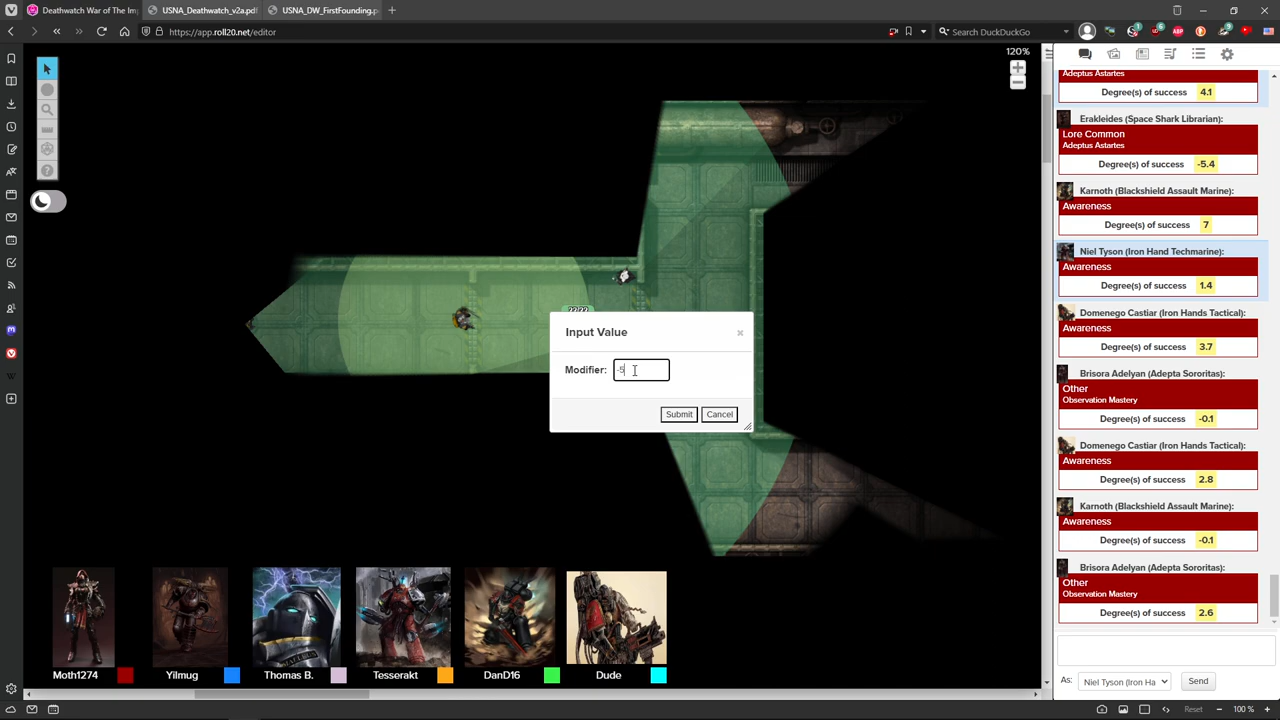 Deathwatch War of The Im
USNA_Deathwatch_v2a.pdf
USNA_DW_FirstFounding.p
https://app.roll20.net/editor
Search DuckDuckGo
120%
Adeptus Astartes
Degree(s) of success 4.1
Erakleides (Space Shark Librarian):
Lore Common
Adeptus Astartes
Degree(s) of success -5.4
Karnoth (Blackshield Assault Marine):
Awareness
Degree(s) of success 7
Niel Tyson (Iron Hand Techmarine):
Awareness
Degree(s) of success 1.4
Domenego Castiar (Iron Hands Tactical):
Awareness
Degree(s) of success 3.7
Brisora Adelyan (Adepta Sororitas):
Other
Observation Mastery
Degree(s) of success -0.1
Domenego Castiar (Iron Hands Tactical):
Awareness
Degree(s) of success 2.8
Karnoth (Blackshield Assault Marine):
Awareness
Degree(s) of success -0.1
Brisora Adelyan (Adepta Sororitas):
Other
Observation Mastery
Degree(s) of success 2.6
22/22
Input Value
Modifier: -5
Submit Cancel
Moth1274
Yilmug
Thomas B.
Tesserakt
DanD16
Dude
As: Niel Tyson (Iron Ha
Send
Reset
100 %